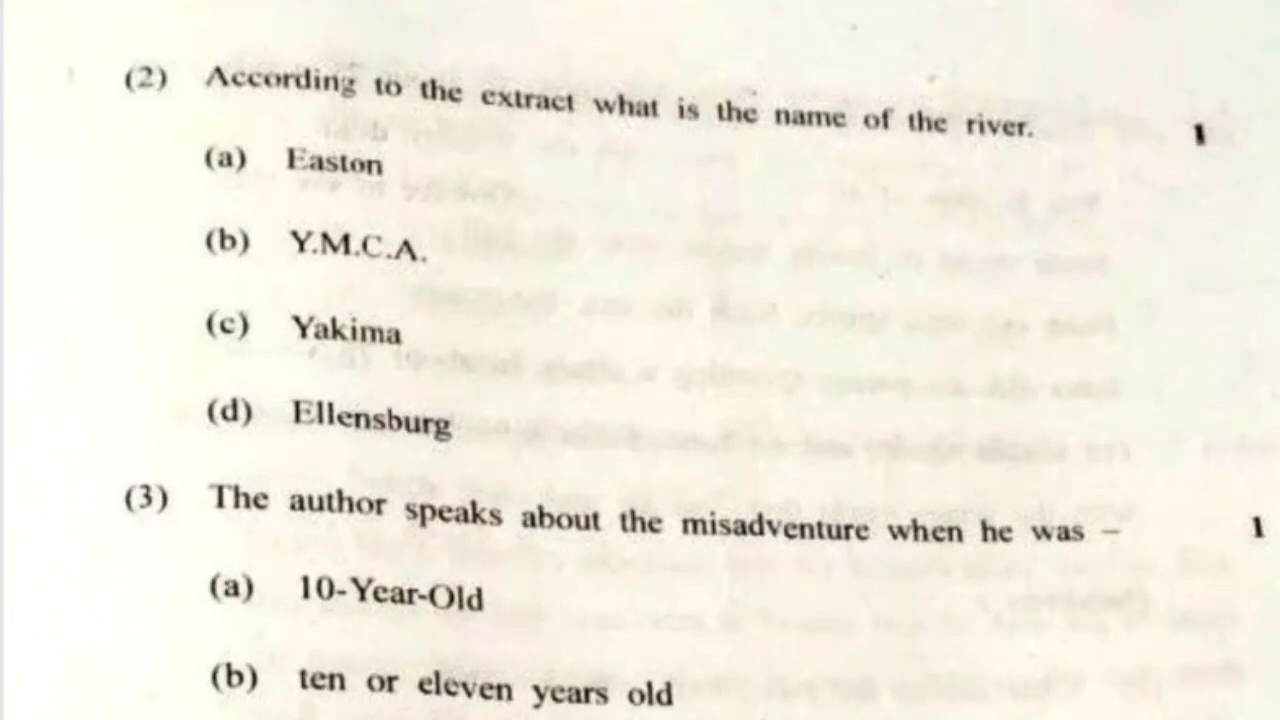 (2) According to the extract what is the name of the river. 1
(a) Easton
(b) Y.M.C.A.
(c) Yakima
(d) Ellensburg
(3) The author speaks about the misadventure when he was – 1
(a) 10-Year-Old
(b) ten or eleven years old